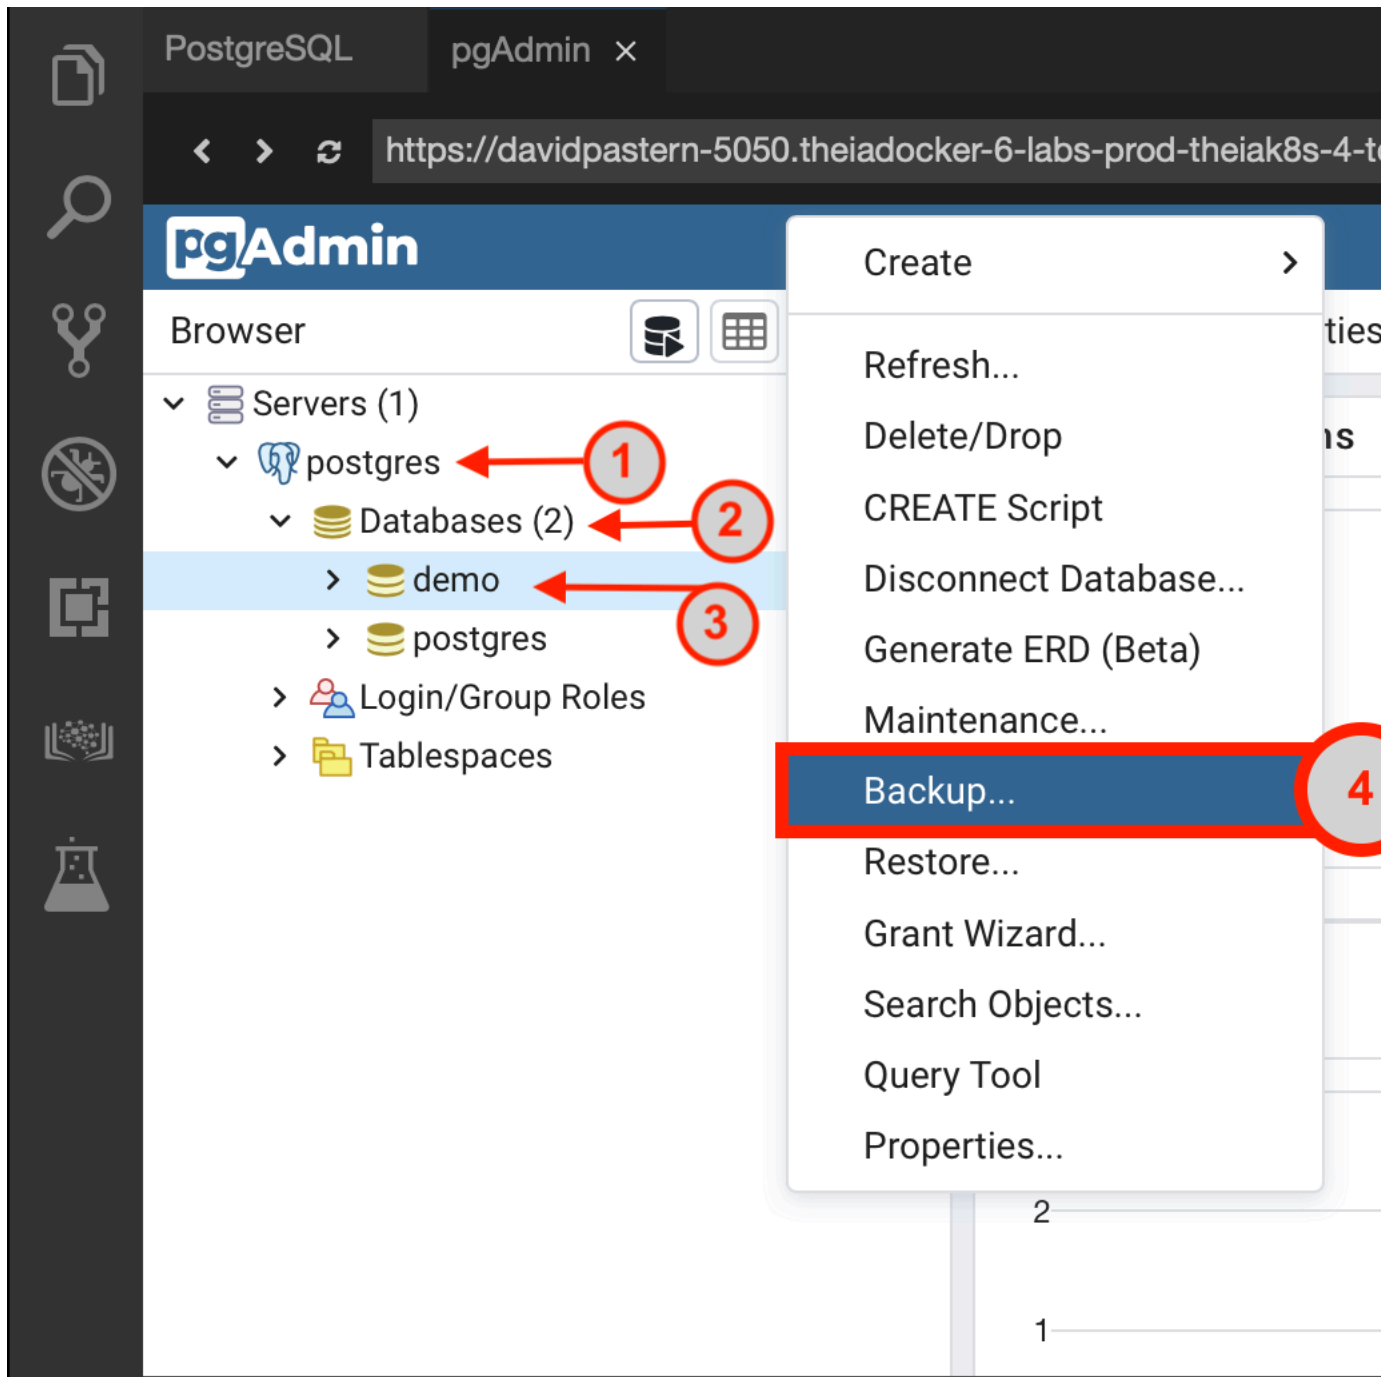 PostgreSQL
pgAdmin
https://davidpastern-5050.theiadocker-6-labs-prod-theiak8s-4-to
pgAdmin
Create
Browser
ties
Refresh...
Servers (1)
ns
Delete/Drop
postgres
1
CREATE Script
Databases (2)
2
Disconnect Database...
demo
3
postgres
Generate ERD (Beta)
Login/Group Roles
Maintenance...
Tablespaces
Backup...
4
Restore...
Grant Wizard...
Search Objects...
Query Tool
Properties...
2
1